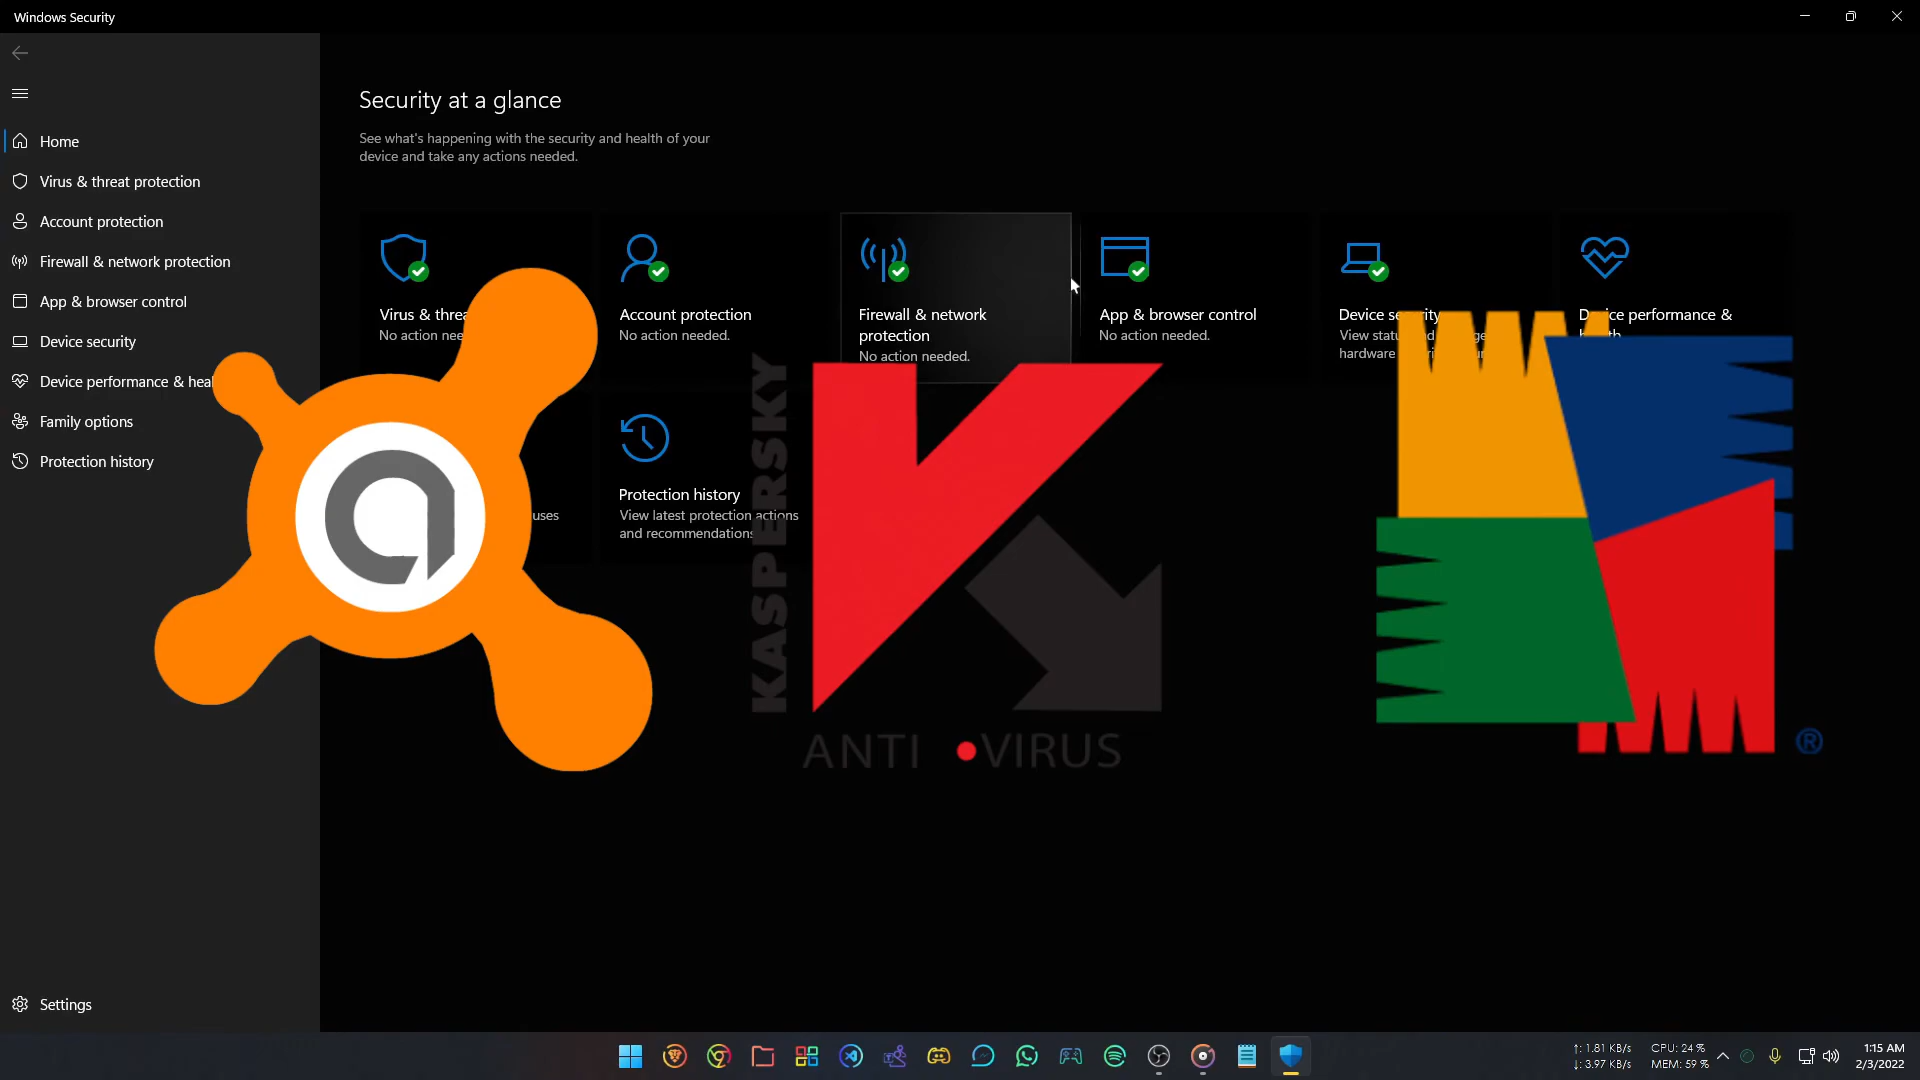 Windows Security
Home
Virus & threat protection
Account protection
Firewall & network protection
App & browser control
Device security
Device performance & heal
Family options
Protection history
Settings
Security at a glance
See what's happening with the security and health of your
device and take any actions needed.
Virus & threa
No action nee
Account protection
No action needed.
Firewall & network
protection
No action needed.
App & browser control
No action needed.
Device security
View stat
hardware
Device performance &
uses
Protection history
View latest protection actions
and recommendations
KASPERSKY
ANTI VIRUS
®
↑: 1.81 KB/s
↓: 3.97 KB/s
CPU: 24 %
MEM: 59 %
1:15 AM
2/3/2022